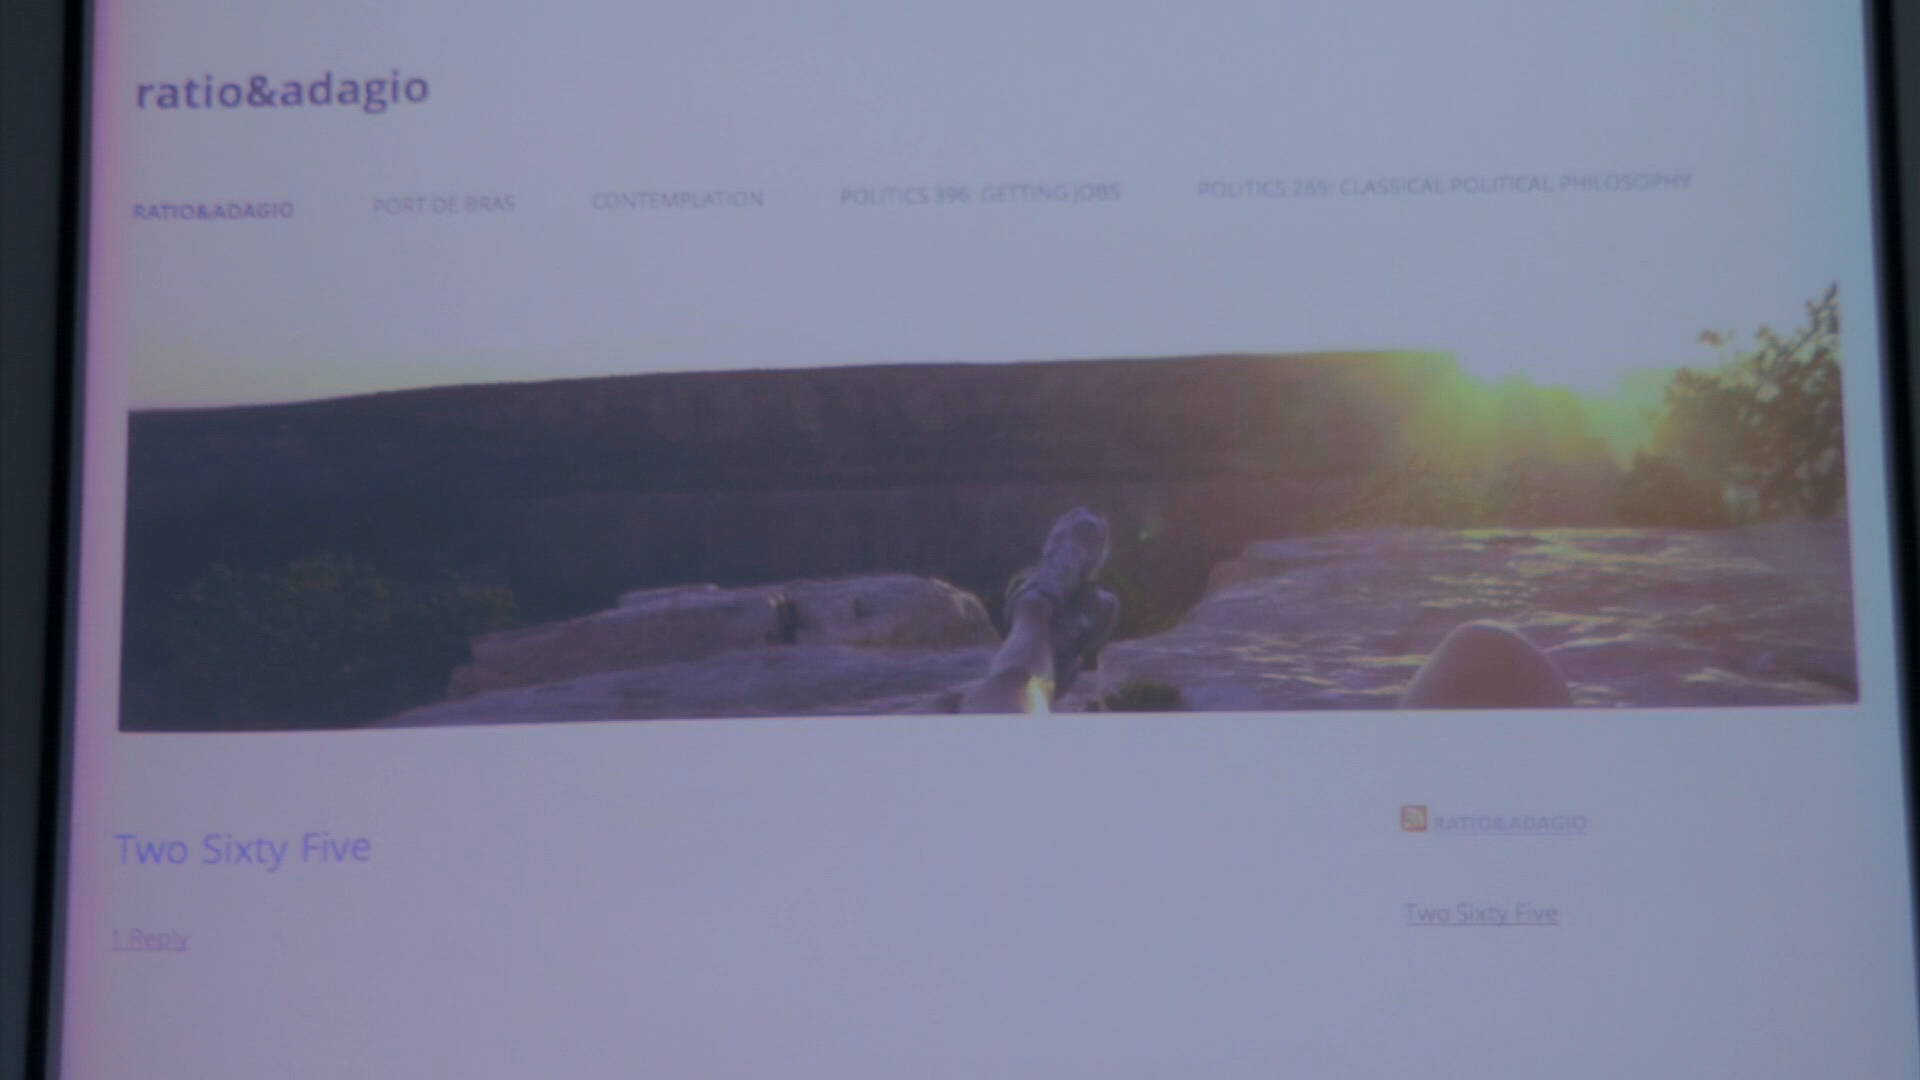 ratio&adagio
RATIO&ADAGIO PORT DE BRAS CONTEMPLATION POLITICS 396: GETTING JOBS POLITICS 265: CLASSICAL POLITICAL PHILOSOPHY
Two Sixty Five
1 Reply
RATIO&ADAGIO
Two Sixty Five